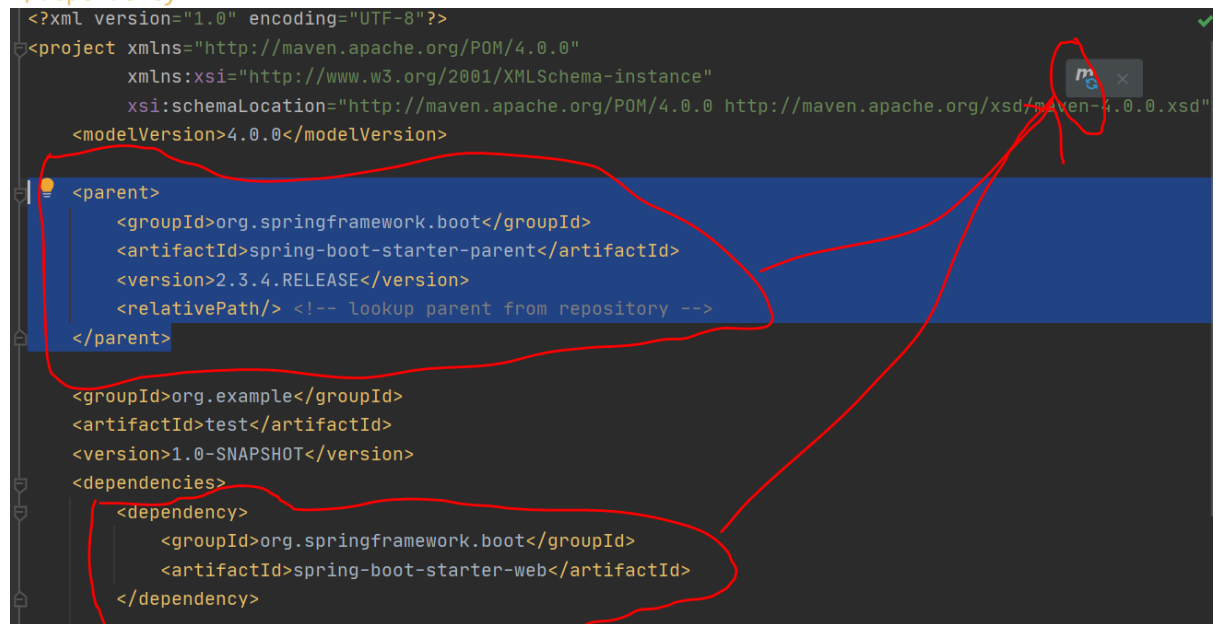 <?xml version="1.0" encoding="UTF-8"?>
<project xmlns="http://maven.apache.org/POM/4.0.0"
xmlns:xsi="http://www.w3.org/2001/XMLSchema-instance"
xsi:schemaLocation="http://maven.apache.org/POM/4.0.0 http://maven.apache.org/xsd/maven-4.0.0.xsd"
<modelVersion>4.0.0</modelVersion>
<parent>
<groupId>org.springframework.boot</groupId>
<artifactId>spring-boot-starter-parent</artifactId>
<version>2.3.4.RELEASE</version>
<relativePath/> <!-- lookup parent from repository -->
</parent>
<groupId>org.example</groupId>
<artifactId>test</artifactId>
<version>1.0-SNAPSHOT</version>
<dependencies>
<dependency>
<groupId>org.springframework.boot</groupId>
<artifactId>spring-boot-starter-web</artifactId>
</dependency>